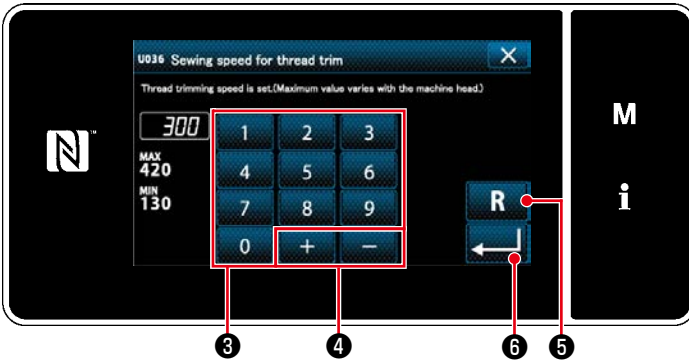 U036 Sewing speed for thread trim X
Thread trimming speed is set.(Maximum value varies with the machine head.)
300
MAX
420
MIN
130
1 2 3
4 5 6
7 8 9
0 + −
R
M
i
N™
❸ ❹ ❻ ❺